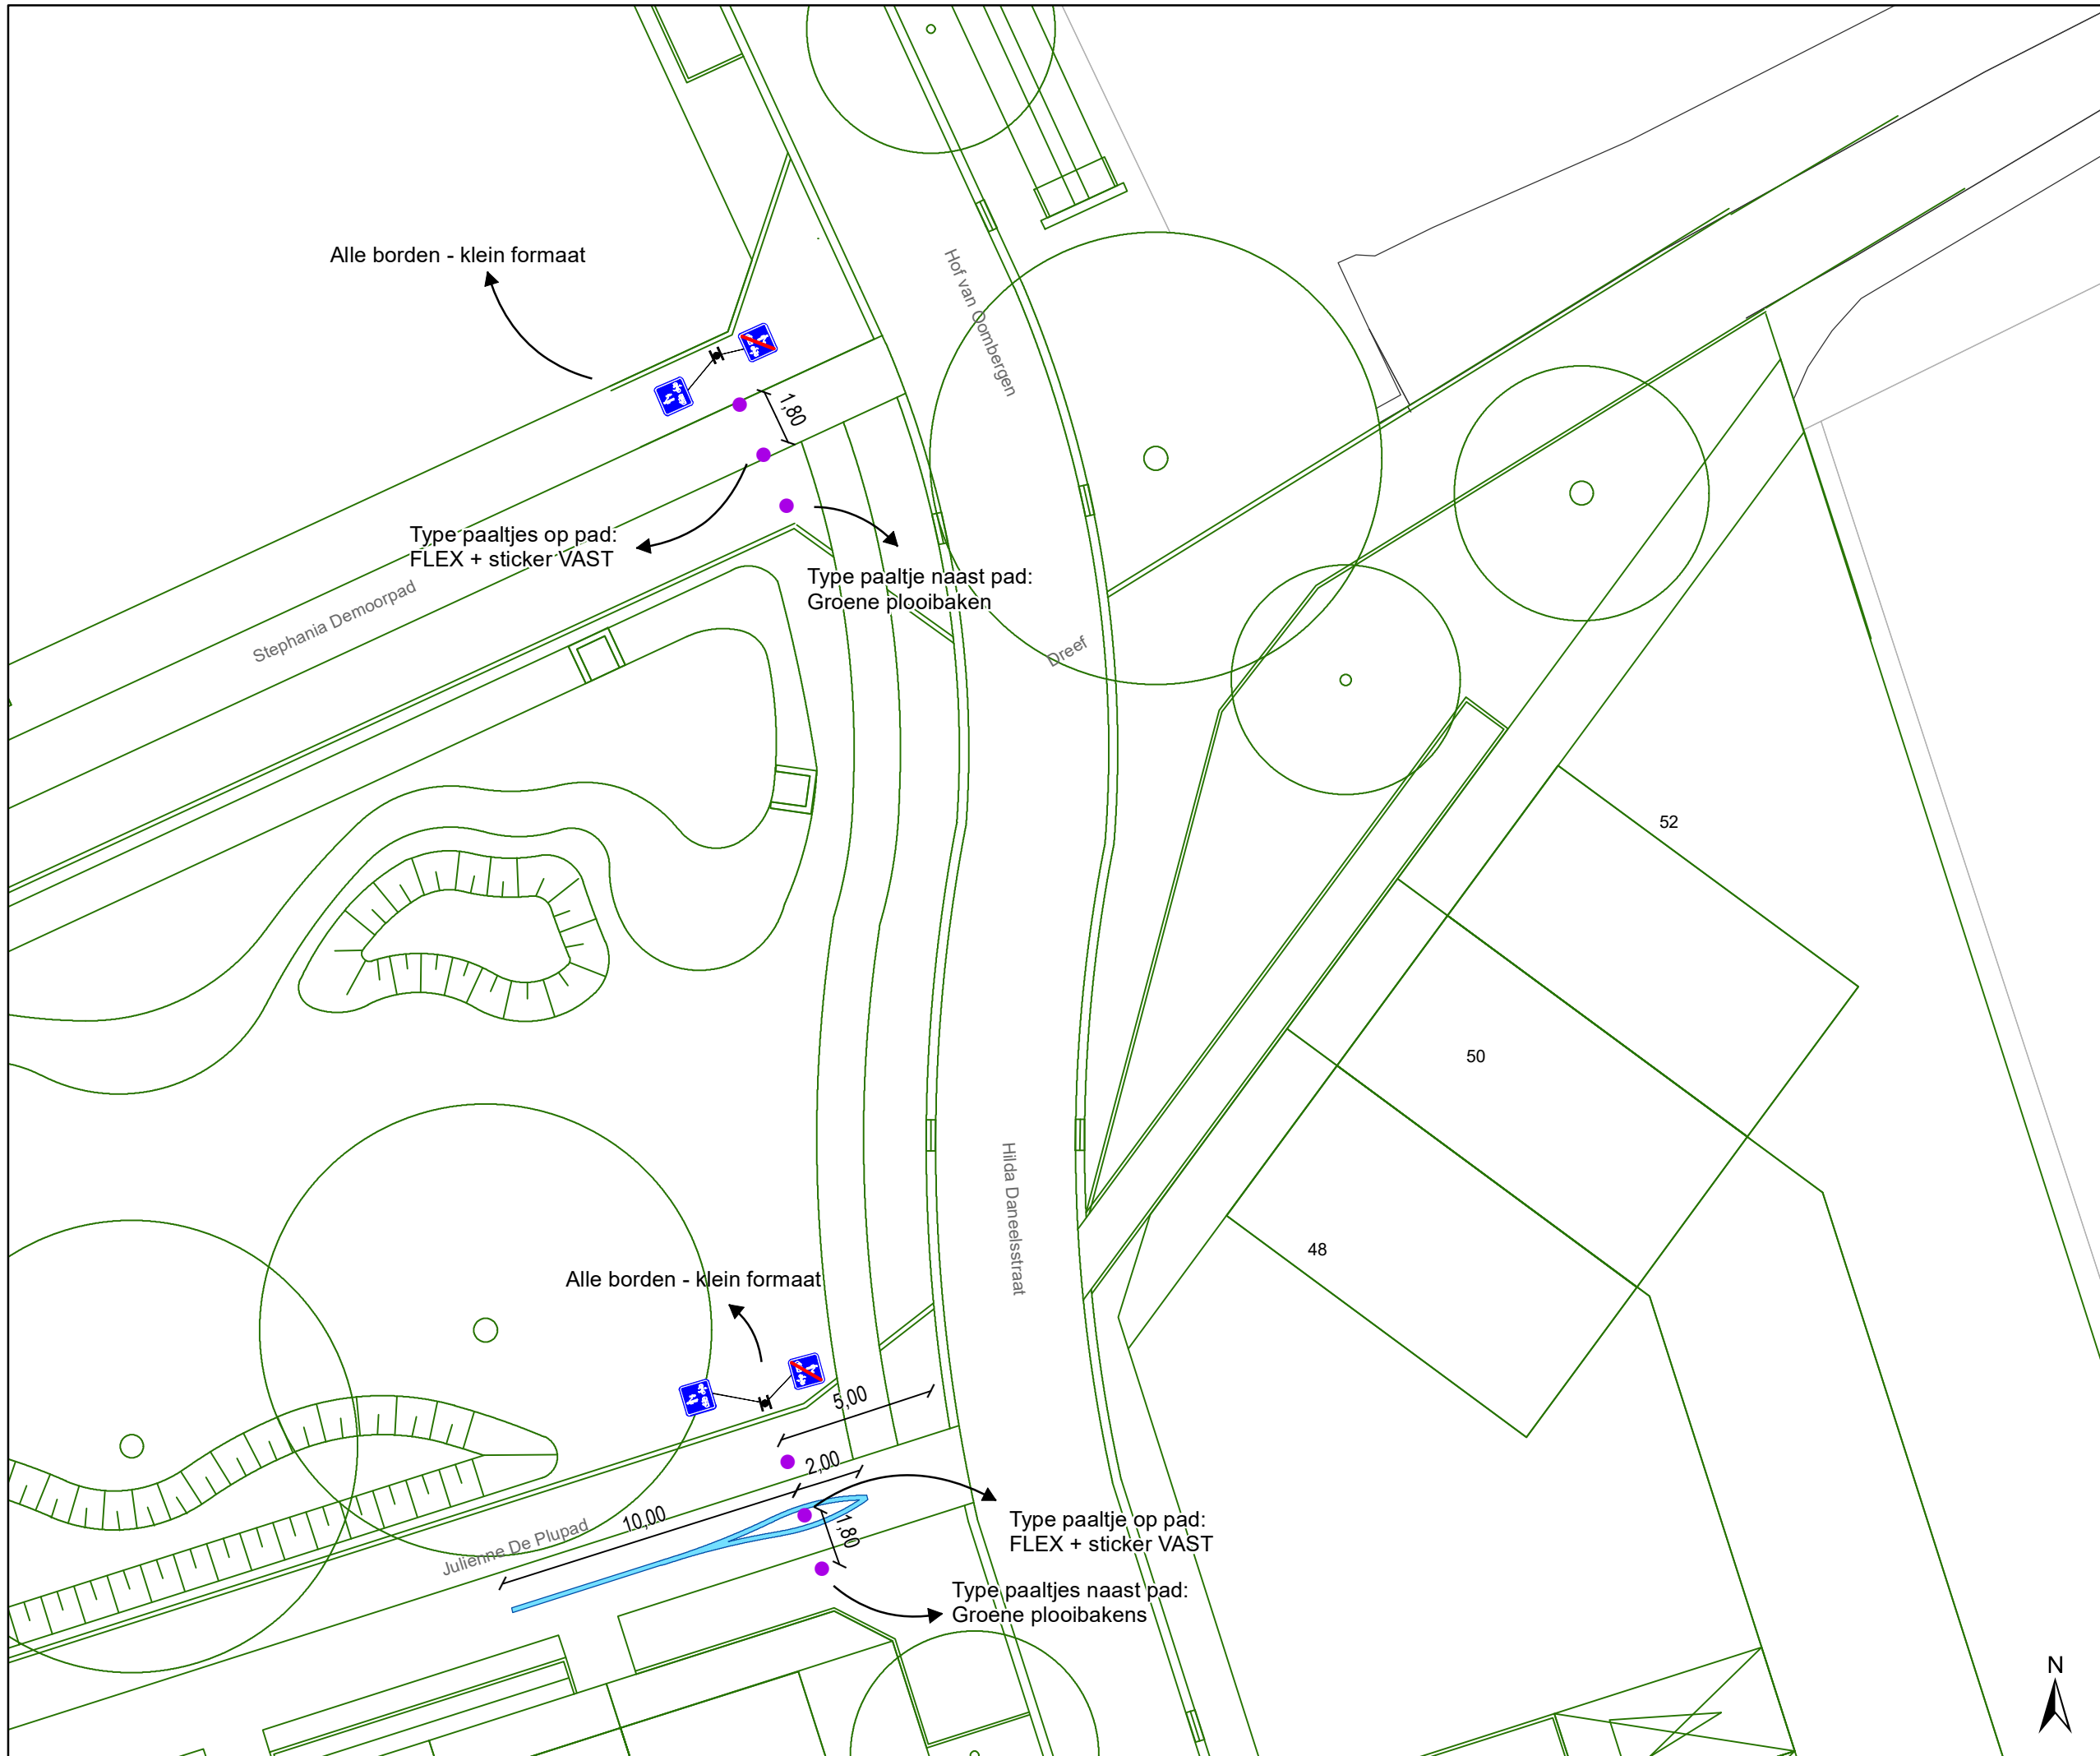 Alle borden - klein formaat
Hof van Oombergen
1,80
Type paaltjes op pad:
FLEX + sticker VAST
Type paaltje naast pad:
Groene plooibaken
Stephania Demoorpad
Dreef
52
50
48
Hilda Daneelsstraat
Alle borden - klein formaat
5,00
2,00
10,00
1,80
Julienne De Plupad
Type paaltje op pad:
FLEX + sticker VAST
Type paaltjes naast pad:
Groene plooibakens
N